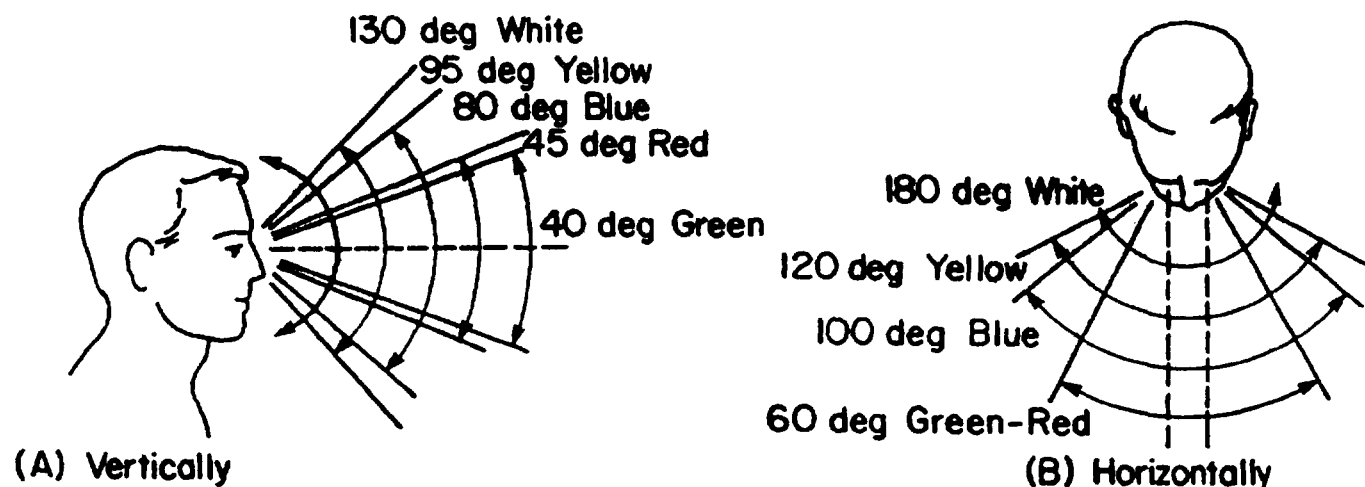 130 deg White
95 deg Yellow
80 deg Blue
45 deg Red
40 deg Green
(A) Vertically
180 deg White
120 deg Yellow
100 deg Blue
60 deg Green-Red
(B) Horizontally